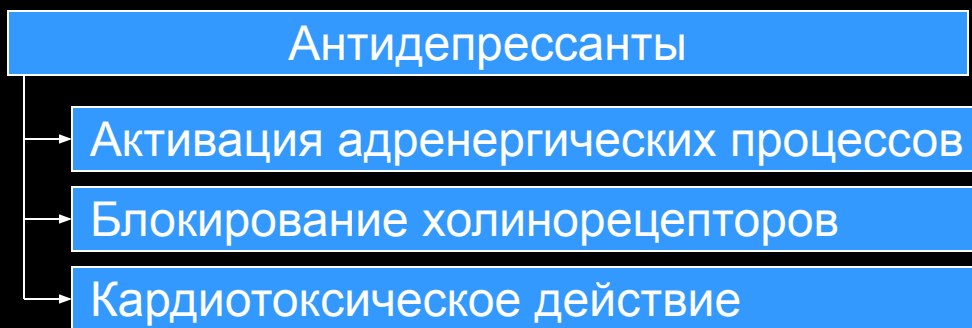 Антидепрессанты
Активация адренергических процессов
Блокирование холинорецепторов
Кардиотоксическое действие